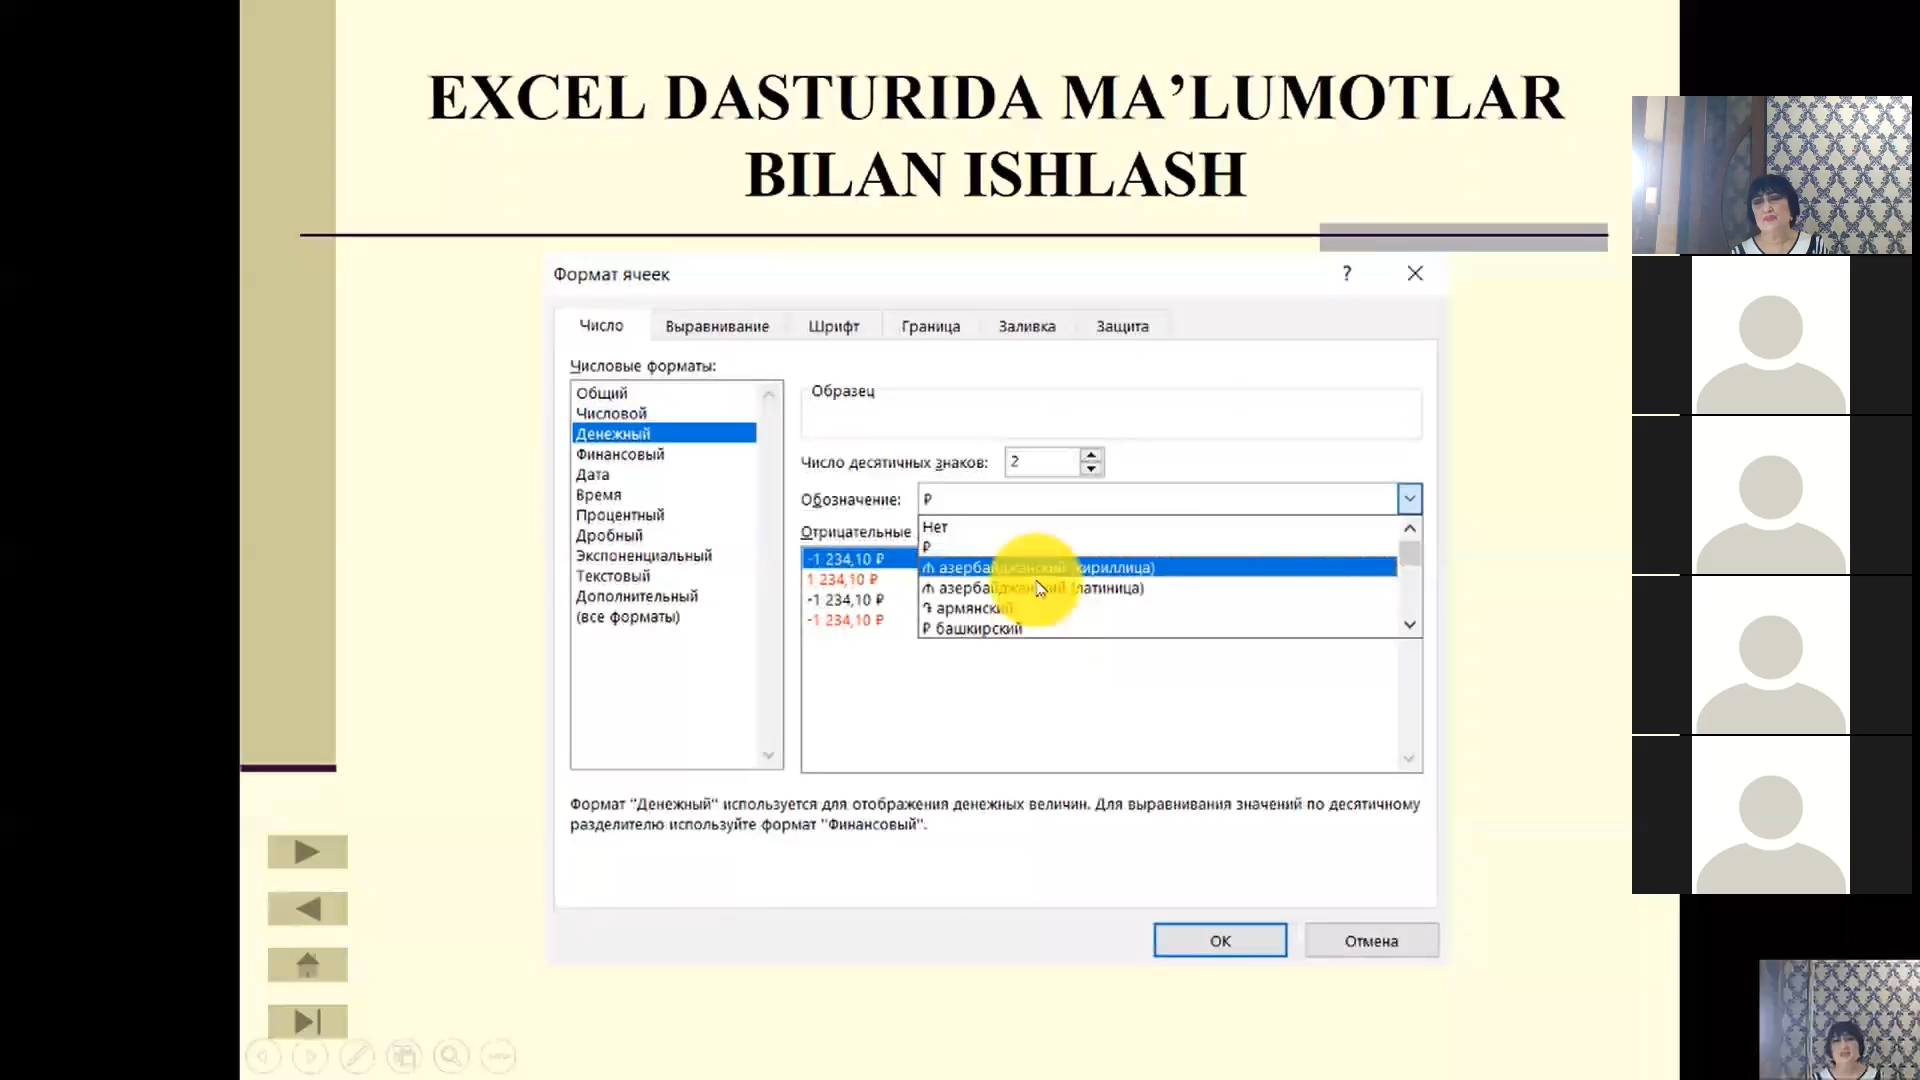 EXCEL DASTURIDA MA’LUMOTLAR
BILAN ISHLASH
Формат ячеек
?
Число
Выравнивание
Шрифт
Граница
Заливка
Защита
Числовые форматы:
Общий
Числовой
Денежный
Финансовый
Дата
Время
Процентный
Дробный
Экспоненциальный
Текстовый
Дополнительный
(все форматы)
Образец
Число десятичных знаков: 2
Обозначение: ₽
Отрицательные
-1 234,10 ₽
1 234,10 ₽
-1 234,10 ₽
-1 234,10 ₽
Нет
₽
₼ азербайджанский (кириллица)
₼ азербайджанский (латиница)
֏ армянский
₽ башкирский
Формат "Денежный" используется для отображения денежных величин. Для выравнивания значений по десятичному
разделителю используйте формат "Финансовый".
ОК
Отмена